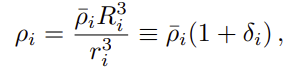 ρ_i = \frac{\bar{ρ}_i R_i^3}{r_i^3} ≡ \bar{ρ}_i(1 + δ_i) ,